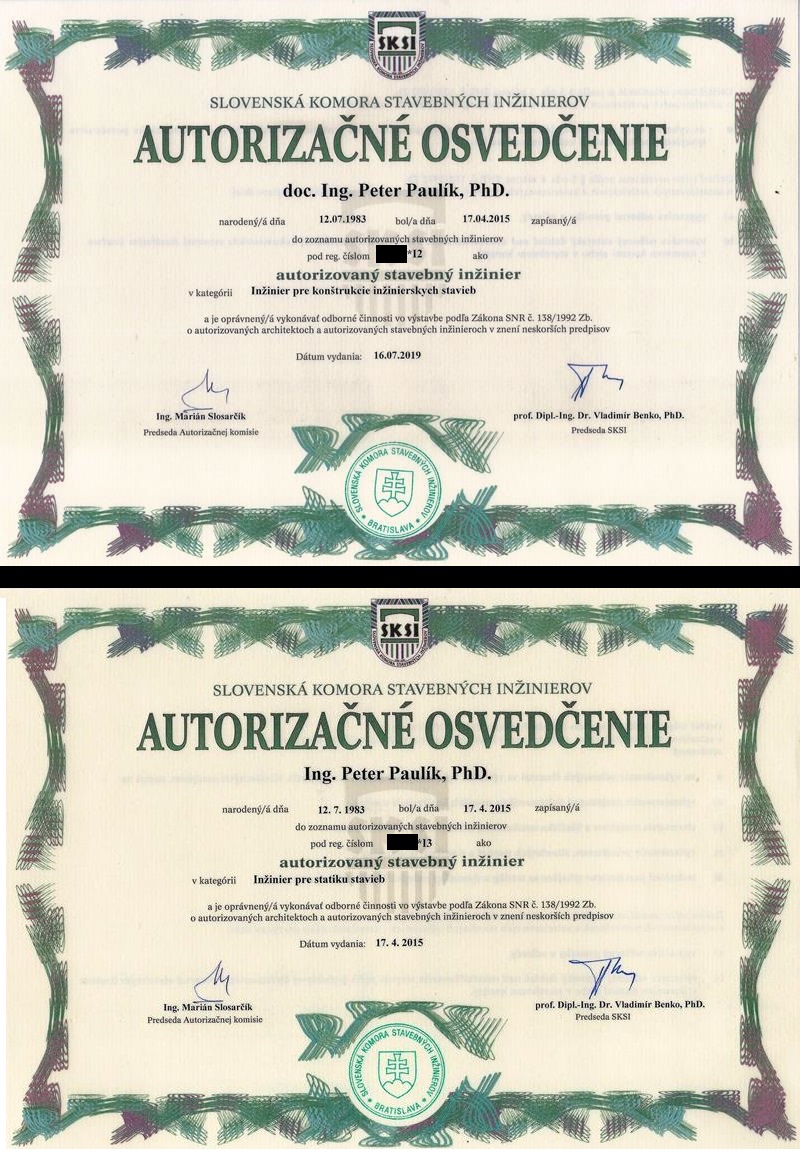 SKSI
SLOVENSKÁ KOMORA STAVEBNÝCH INŽINIEROV
AUTORIZAČNÉ OSVEDČENIE
doc. Ing. Peter Paulík, PhD.
narodený/á dňa 12.07.1983 bol/a dňa 17.04.2015 zapísaný/á
do zoznamu autorizovaných stavebných inžinierov
pod reg. číslom *12 ako
autorizovaný stavebný inžinier
v kategórii Inžinier pre konštrukcie inžinierskych stavieb
a je oprávnený/á vykonávať odborné činnosti vo výstavbe podľa Zákona SNR č. 138/1992 Zb.
o autorizovaných architektoch a autorizovaných stavebných inžinieroch v znení neskorších predpisov
Dátum vydania: 16.07.2019
Ing. Marián Slosarčík prof. Dipl.-Ing. Dr. Vladimír Benko, PhD.
Predseda Autorizačnej komisie Predseda SKSI
SLOVENSKÁ KOMORA STAVEBNÝCH INŽINIEROV
* BRATISLAVA *
SKSI
SLOVENSKÁ KOMORA STAVEBNÝCH INŽINIEROV
AUTORIZAČNÉ OSVEDČENIE
Ing. Peter Paulík, PhD.
narodený/á dňa 12. 7. 1983 bol/a dňa 17. 4. 2015 zapísaný/á
do zoznamu autorizovaných stavebných inžinierov
pod reg. číslom *13 ako
autorizovaný stavebný inžinier
v kategórii Inžinier pre statiku stavieb
a je oprávnený/á vykonávať odborné činnosti vo výstavbe podľa Zákona SNR č. 138/1992 Zb.
o autorizovaných architektoch a autorizovaných stavebných inžinieroch v znení neskorších predpisov
Dátum vydania: 17. 4. 2015
Ing. Marián Slosarčík prof. Dipl.-Ing. Dr. Vladimír Benko, PhD.
Predseda Autorizačnej komisie Predseda SKSI
SLOVENSKÁ KOMORA STAVEBNÝCH INŽINIEROV
* BRATISLAVA *